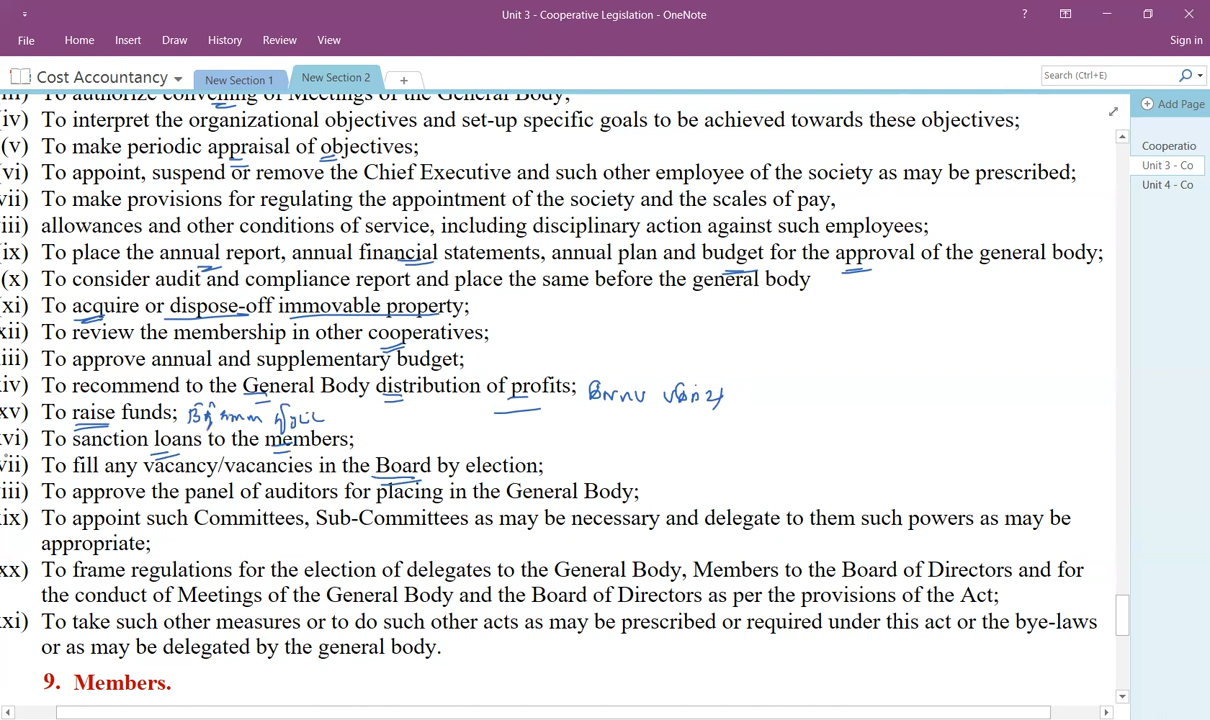 Unit 3 - Cooperative Legislation - OneNote
?
File Home Insert Draw History Review View
Sign in
Cost Accountancy New Section 1 New Section 2 +
Search (Ctrl+E)
Add Page
Cooperatio
Unit 3 - Co
Unit 4 - Co
iii) To authorize convening of Meetings of the General Body;
(iv) To interpret the organizational objectives and set-up specific goals to be achieved towards these objectives;
(v) To make periodic appraisal of objectives;
(vi) To appoint, suspend or remove the Chief Executive and such other employee of the society as may be prescribed;
vii) To make provisions for regulating the appointment of the society and the scales of pay,
viii) allowances and other conditions of service, including disciplinary action against such employees;
(ix) To place the annual report, annual financial statements, annual plan and budget for the approval of the general body;
(x) To consider audit and compliance report and place the same before the general body
(xi) To acquire or dispose-off immovable property;
xii) To review the membership in other cooperatives;
iii) To approve annual and supplementary budget;
xiv) To recommend to the General Body distribution of profits;
xv) To raise funds;
xvi) To sanction loans to the members;
vii) To fill any vacancy/vacancies in the Board by election;
viii) To approve the panel of auditors for placing in the General Body;
xix) To appoint such Committees, Sub-Committees as may be necessary and delegate to them such powers as may be
appropriate;
xx) To frame regulations for the election of delegates to the General Body, Members to the Board of Directors and for
the conduct of Meetings of the General Body and the Board of Directors as per the provisions of the Act;
xxi) To take such other measures or to do such other acts as may be prescribed or required under this act or the bye-laws
or as may be delegated by the general body.
9. Members.